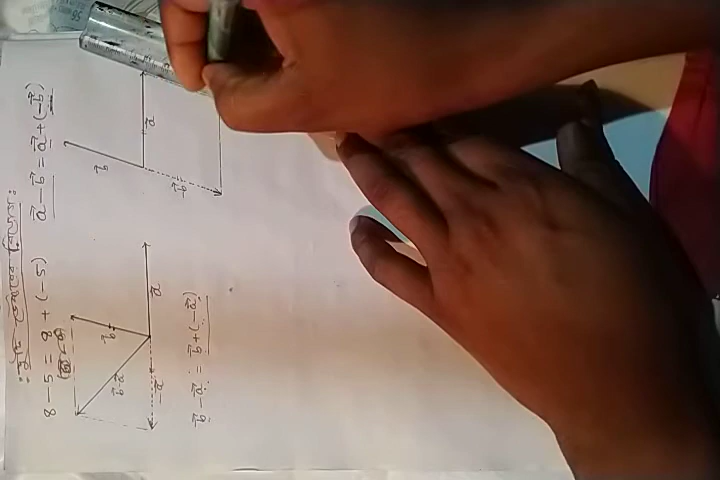 দুটি ভেক্টরের বিয়োগ:
8 - 5 = 8 + (-5)
a⃗ - b⃗ = a⃗ + (-b⃗)
b⃗
b⃗-a⃗
a⃗
-a⃗
b⃗
a⃗
-b⃗
b⃗ - a⃗ = b⃗ + (-a⃗)